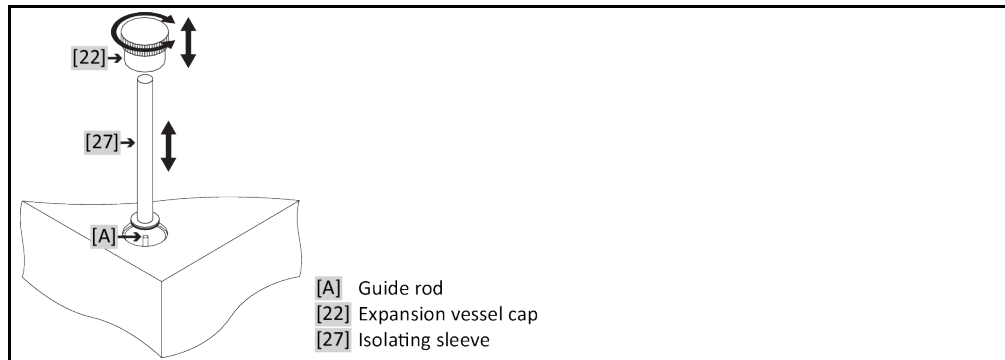 [22]
[27]
[A]
[A] Guide rod
[22] Expansion vessel cap
[27] Isolating sleeve